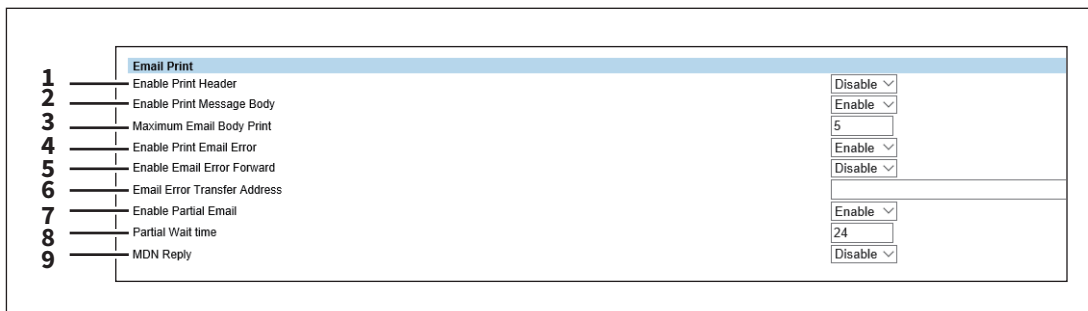 Email Print
1 Enable Print Header Disable
2 Enable Print Message Body Enable
3 Maximum Email Body Print 5
4 Enable Print Email Error Enable
5 Enable Email Error Forward Disable
6 Email Error Transfer Address
7 Enable Partial Email Enable
8 Partial Wait time 24
9 MDN Reply Disable